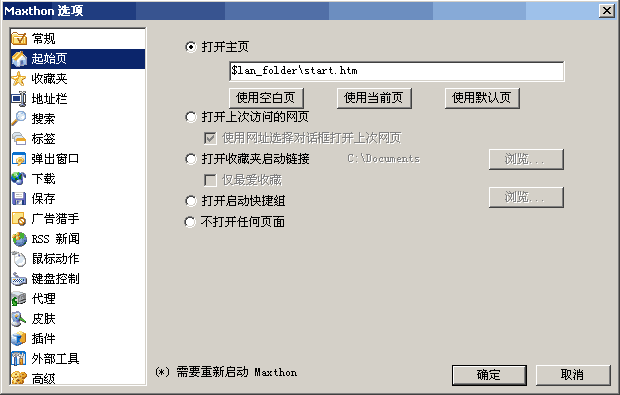 Maxthon 选项
常规
起始页
收藏夹
地址栏
搜索
标签
弹出窗口
下载
保存
广告猎手
RSS 新闻
鼠标动作
键盘控制
代理
皮肤
插件
外部工具
高级
打开主页
$lan_folder\start.htm
使用空白页 使用当前页 使用默认页
打开上次访问的网页
使用网址选择对话框打开上次网页
打开收藏夹启动链接 C:\Documents 浏览...
仅最爱收藏
打开启动快捷组 浏览...
不打开任何页面
(*) 需要重新启动 Maxthon
确定 取消